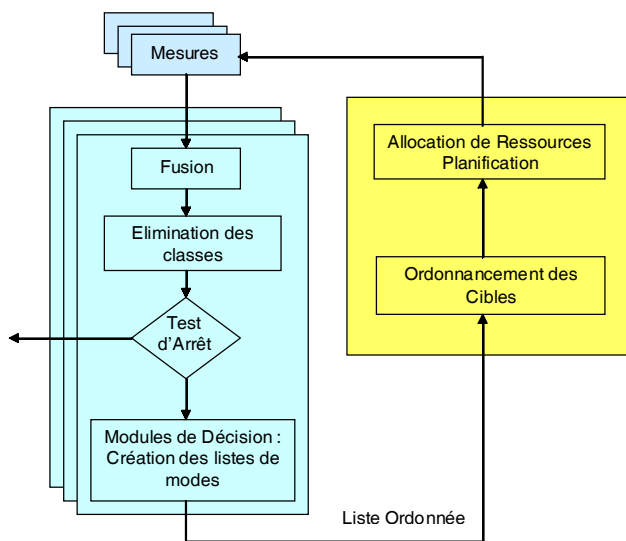 Mesures
Fusion
Elimination des
classes
Test
d'Arrêt
Modules de Décision :
Création des listes de
modes
Liste Ordonnée
Allocation de Ressources
Planification
Ordonnancement des
Cibles